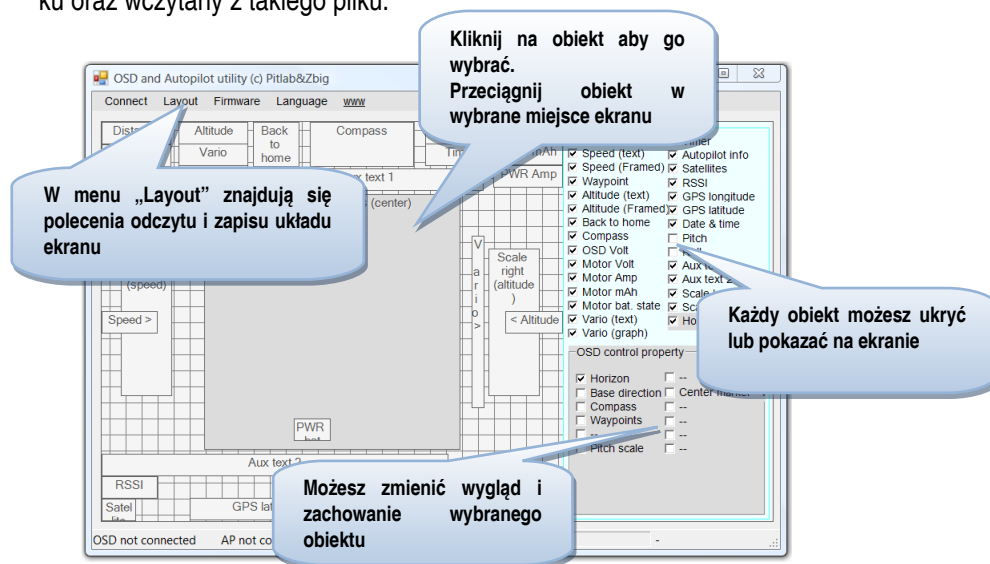 ku oraz wczytany z takiego pliku.
OSD and Autopilot utility (c) Pitlab&Zbig
Connect Layout Firmware Language www
Kliknij na obiekt aby go
wybrać.
Przeciągnij obiekt w
wybrane miejsce ekranu
W menu „Layout” znajdują się
polecenia odczytu i zapisu układu
ekranu
Altitude
Vario
Back
to
home
Compass
text 1
PWR Amp
(center)
(speed)
Speed >
Vario >
Scale
right
(altitude
)
< Altitude
PWR
Aux text 2
RSSI
Satel
GPS lat
Speed (text)
Speed (Framed)
Waypoint
Altitude (text)
Altitude (Framed)
Back to home
Compass
OSD Volt
Motor Volt
Motor Amp
Motor mAh
Motor bat. state
Vario (text)
Vario (graph)
Autopilot info
Satellites
RSSI
GPS longitude
GPS latitude
Date & time
Pitch
Aux text 2
Każdy obiekt możesz ukryć
lub pokazać na ekranie
OSD control property
Horizon --
Base direction Center marker
Compass --
Waypoints --
-- --
Pitch scale --
Możesz zmienić wygląd i
zachowanie wybranego
obiektu
OSD not connected AP not co
-